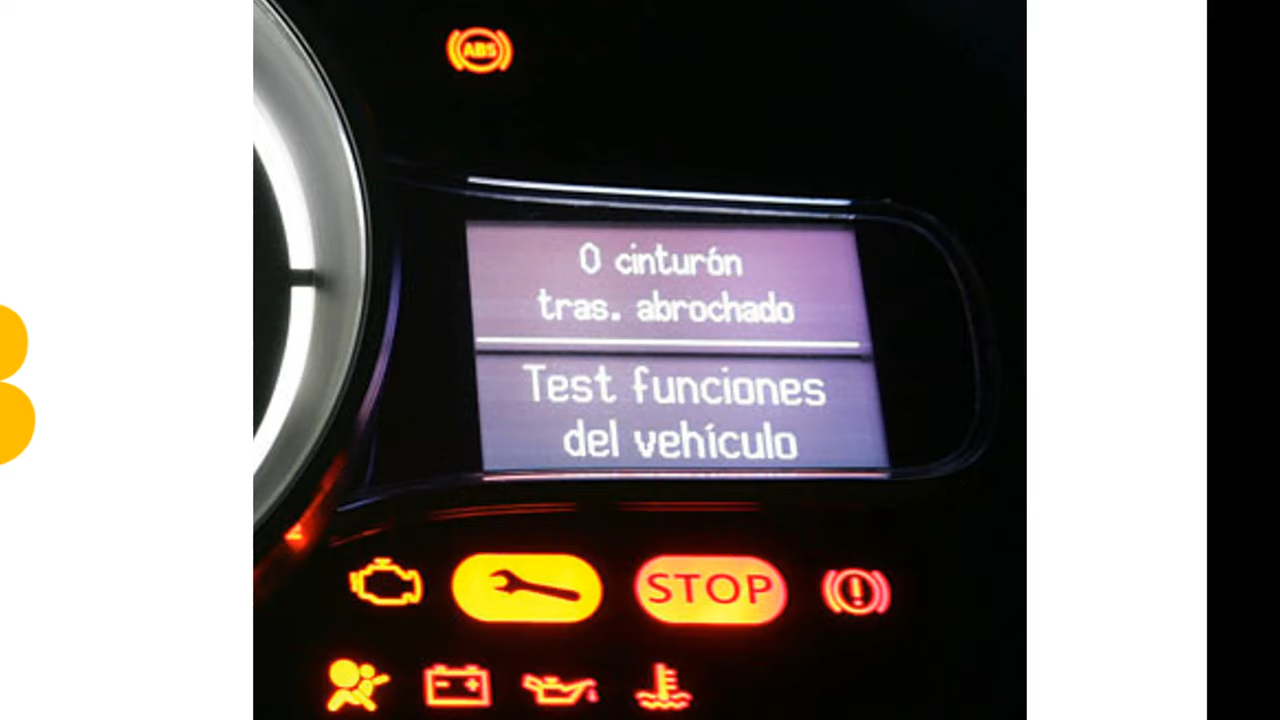 ABS
0 cinturón
tras. abrochado
Test funciones
del vehículo
STOP